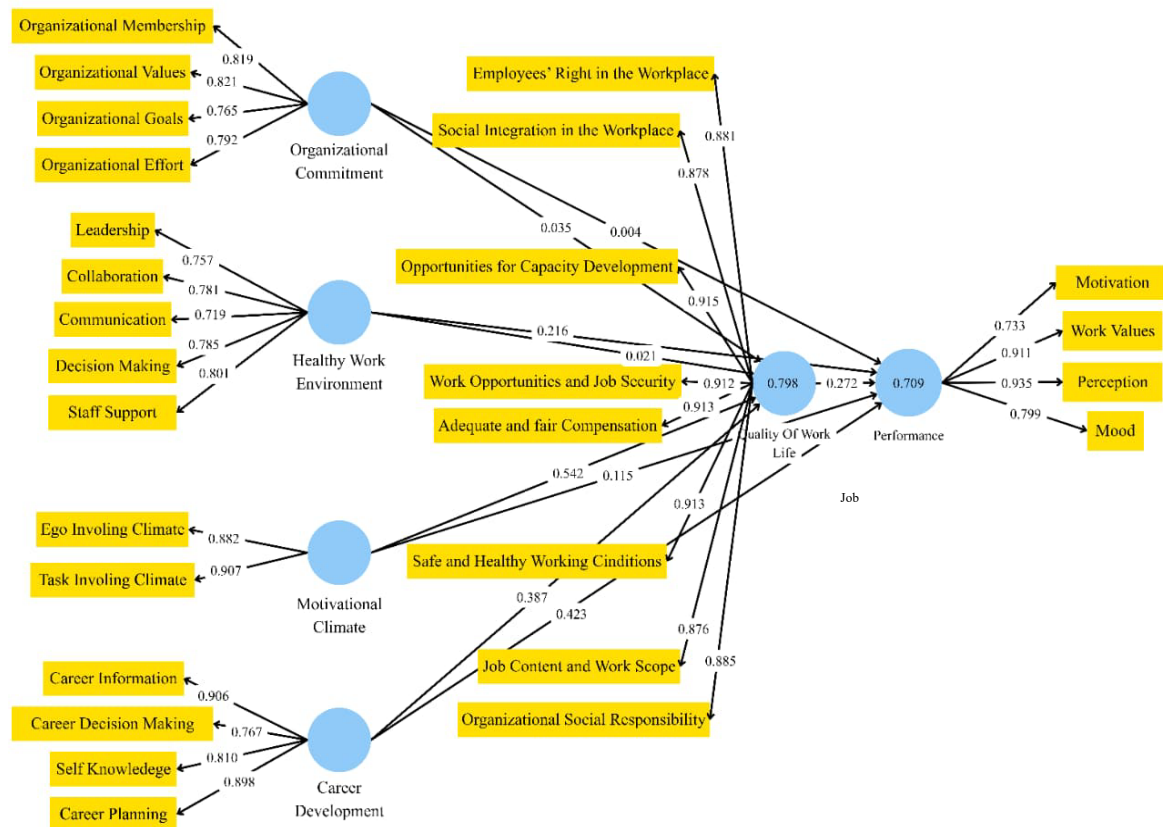 Organizational Membership
0.819
Organizational Values
0.821
Organizational Goals
0.765
Organizational Effort
0.792
Organizational
Commitment
Leadership
0.757
Collaboration
0.781
Communication
0.719
Decision Making
0.785
Staff Support
0.801
Healthy Work
Environment
Ego Involing Climate
0.882
Task Involing Climate
0.907
Motivational
Climate
Career Information
0.906
Career Decision Making
0.767
Self Knowledege
0.810
Career Planning
0.898
Career
Development
0.035
0.004
0.216
0.021
0.542
0.115
0.387
0.423
Employees' Right in the Workplace
0.881
Social Integration in the Workplace
0.878
Opportunities for Capacity Development
0.915
Work Opportunities and Job Security
0.912
Adequate and fair Compensation
0.913
Safe and Healthy Working Cinditions
0.913
Job Content and Work Scope
0.876
Organizational Social Responsibility
0.885
0.798
Quality Of Work
Life
0.272
0.709
Performance
Job
Motivation
0.733
Work Values
0.911
Perception
0.935
Mood
0.799